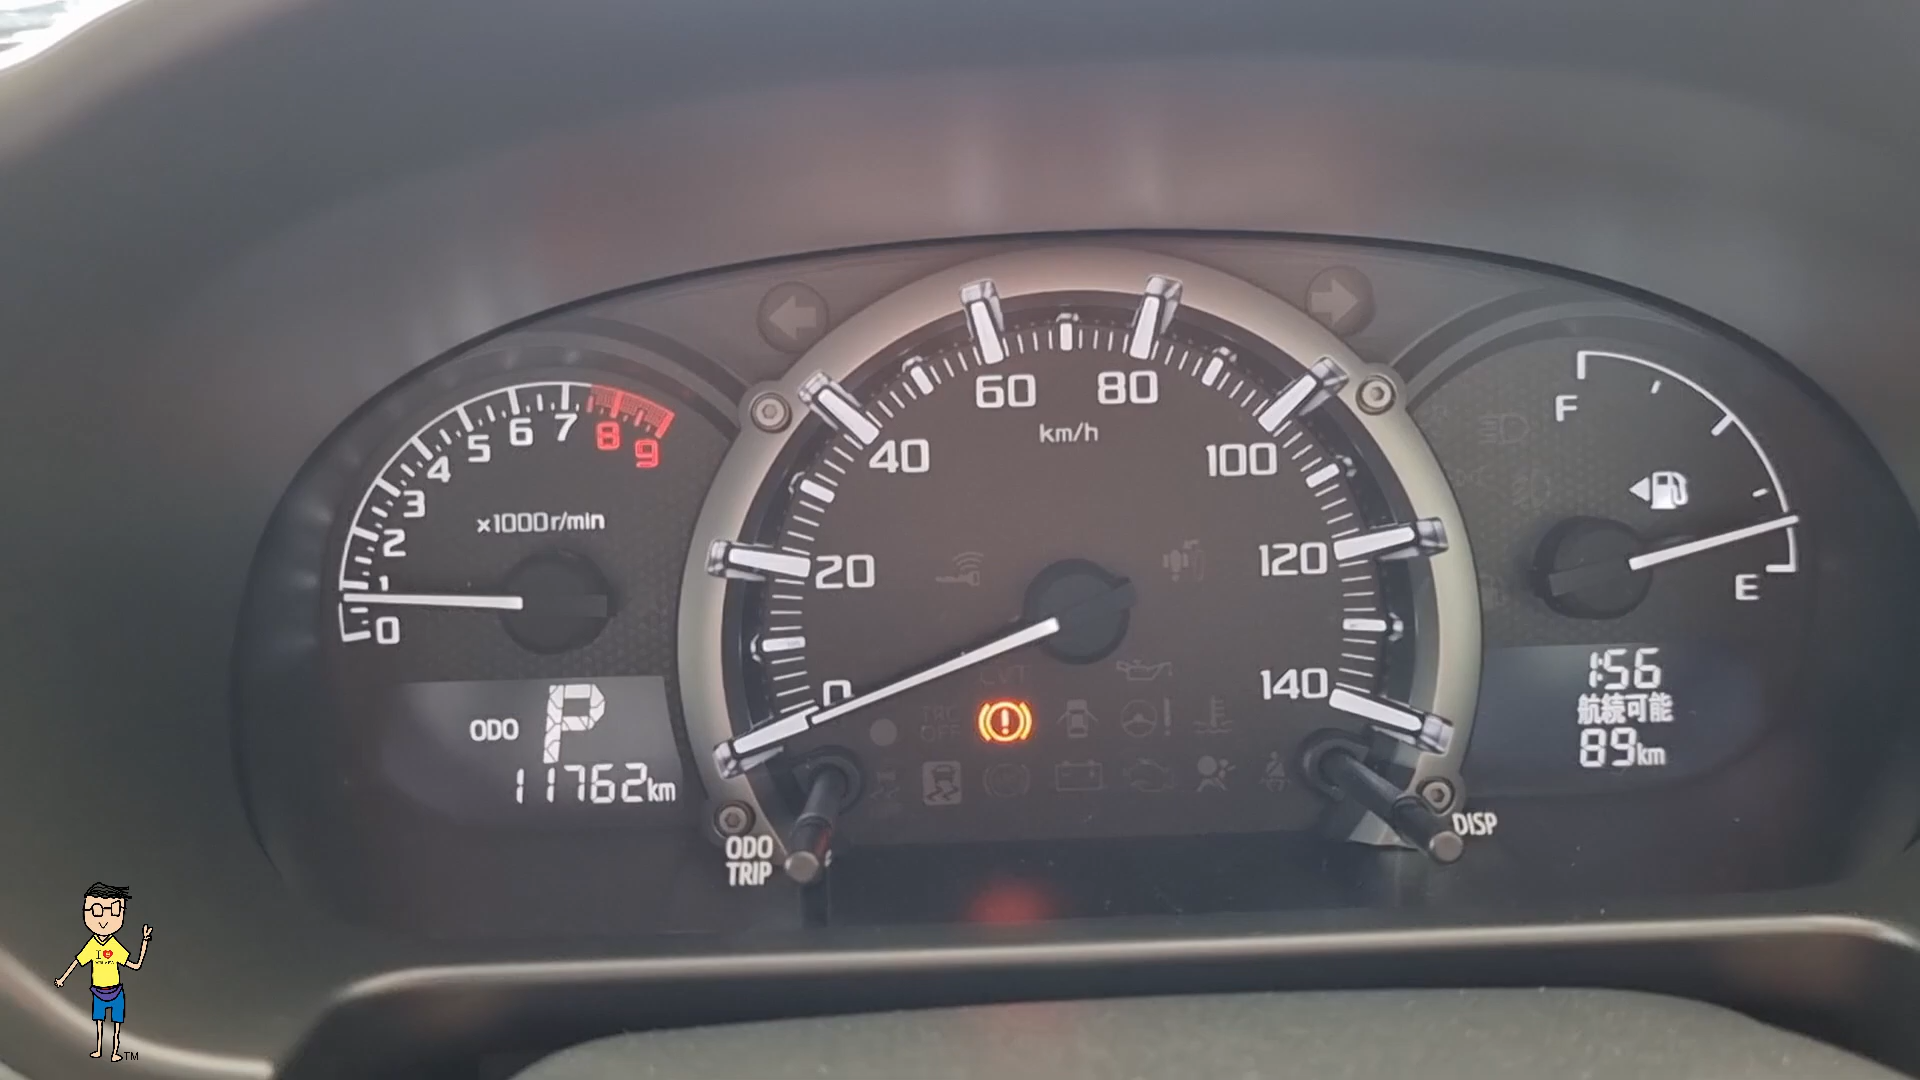 0 1 2 3 4 5 6 7 8 9
×1000r/min
ODO P
11762km
0 20 40 60 80 100 120 140
km/h
CVT
TRC
OFF
ODO
TRIP
F
E
1:56
航続可能
89km
DISP
I ♥
TM